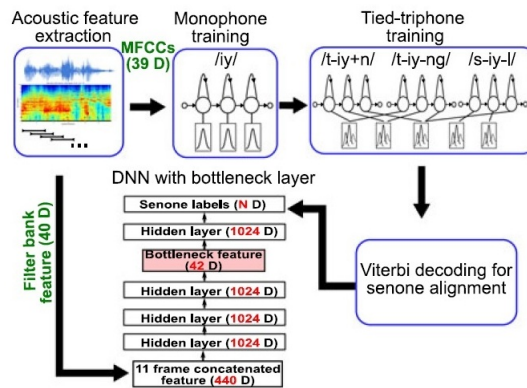 Acoustic feature
extraction
MFCCs
(39 D)
Monophone
training
/iy/
Tied-triphone
training
/t-iy+n/ /t-iy-ng/ /s-iy-l/
Filter bank
feature (40 D)
DNN with bottleneck layer
Senone labels (N D)
Hidden layer (1024 D)
Bottleneck feature
(42 D)
Hidden layer (1024 D)
Hidden layer (1024 D)
Hidden layer (1024 D)
11 frame concatenated
feature (440 D)
Viterbi decoding for
senone alignment